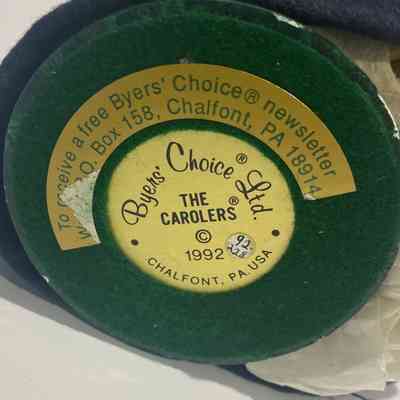 To receive a free Byers' Choice® newsletter
P.O. Box 158, Chalfont, PA 18914
Byers' Choice® Ltd.
THE
CAROLERS®
©
1992
92
CHALFONT, PA. USA